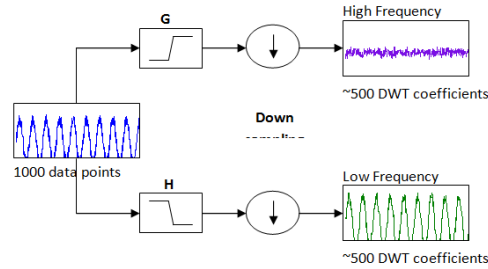 G
High Frequency
~500 DWT coefficients
Down
1000 data points
H
Low Frequency
~500 DWT coefficients